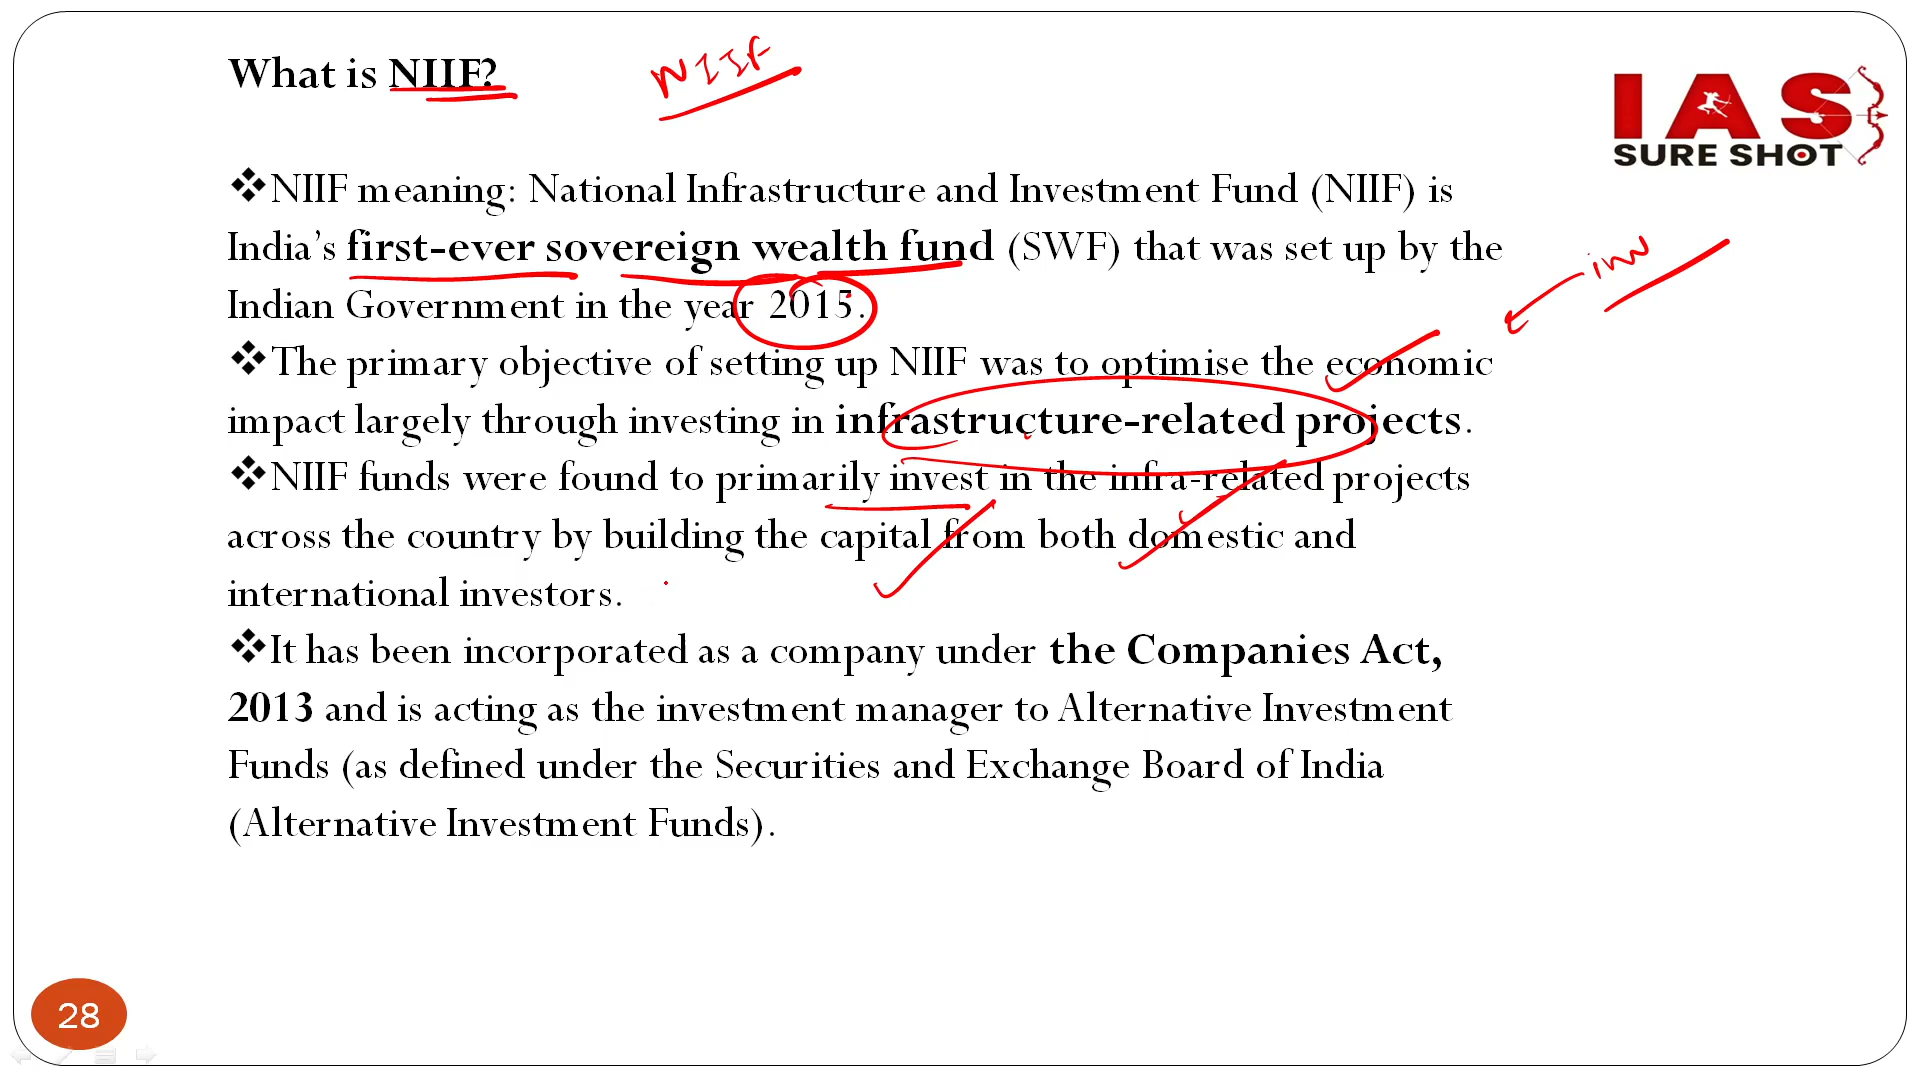 What is NIIF?
NIIF
IAS
SURE SHOT
❖NIIF meaning: National Infrastructure and Investment Fund (NIIF) is
India’s first-ever sovereign wealth fund (SWF) that was set up by the
inv
Indian Government in the year 2015.
❖The primary objective of setting up NIIF was to optimise the economic
impact largely through investing in infrastructure-related projects.
❖NIIF funds were found to primarily invest in the infra-related projects
across the country by building the capital from both domestic and
international investors.
❖It has been incorporated as a company under the Companies Act,
2013 and is acting as the investment manager to Alternative Investment
Funds (as defined under the Securities and Exchange Board of India
(Alternative Investment Funds).
28